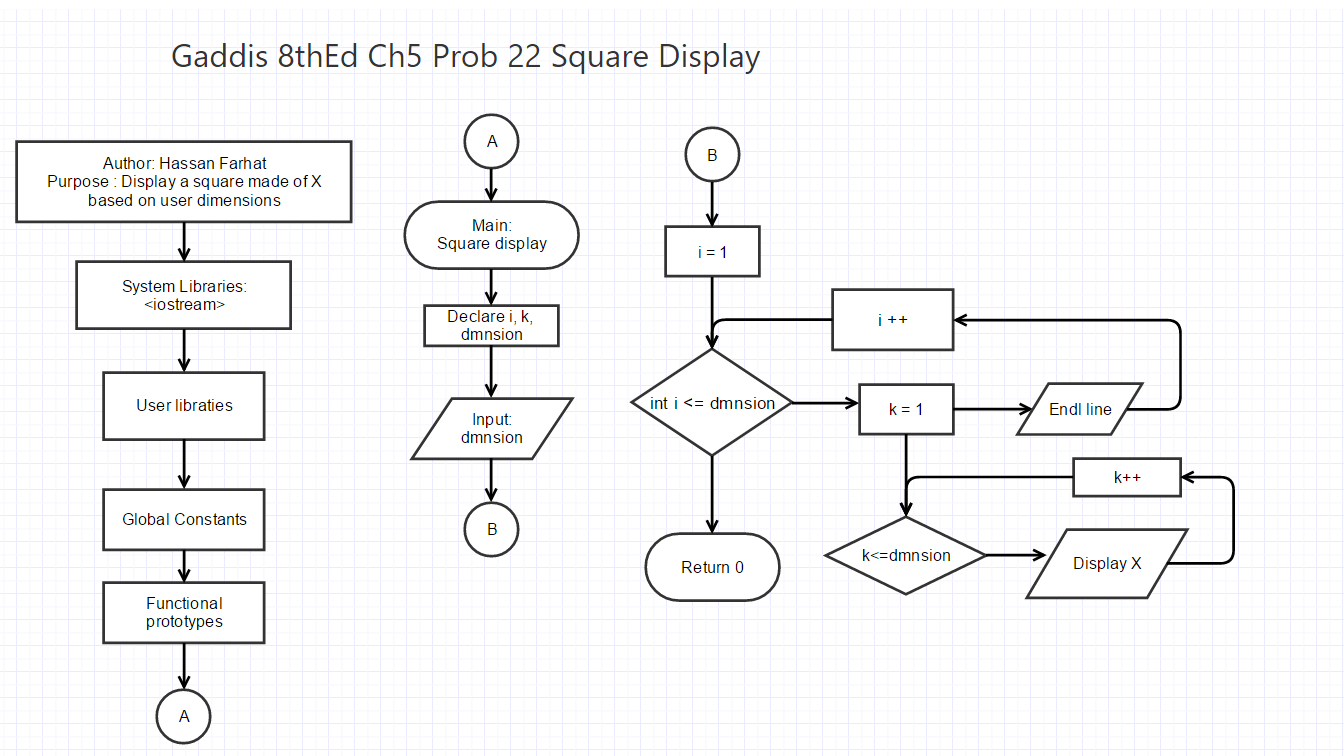 Gaddis 8thEd Ch5 Prob 22 Square Display
Author: Hassan Farhat
Purpose : Display a square made of X
based on user dimensions
System Libraries:
<iostream>
User libraties
Global Constants
Functional
prototypes
A
A
Main:
Square display
Declare i, k,
dmnsion
Input:
dmnsion
B
B
i = 1
i ++
int i <= dmnsion
k = 1
Endl line
k++
k<=dmnsion
Display X
Return 0